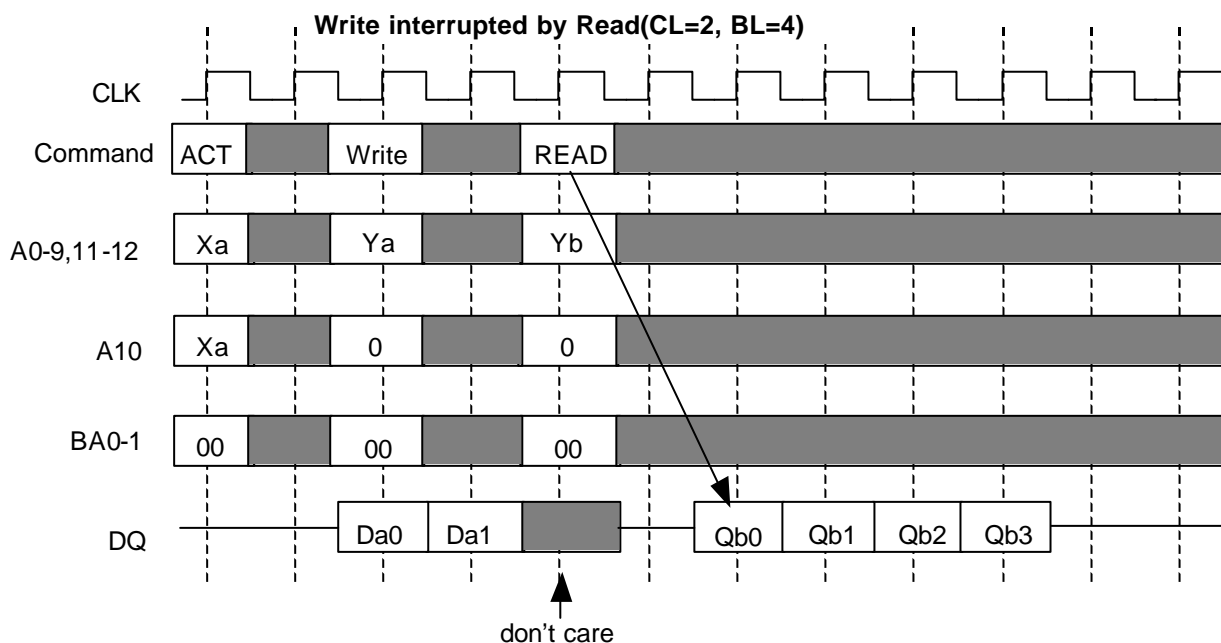 Write interrupted by Read(CL=2, BL=4)
CLK
Command ACT Write READ
A0-9,11-12 Xa Ya Yb
A10 Xa 0 0
BA0-1 00 00 00
DQ Da0 Da1 Qb0 Qb1 Qb2 Qb3
don't care